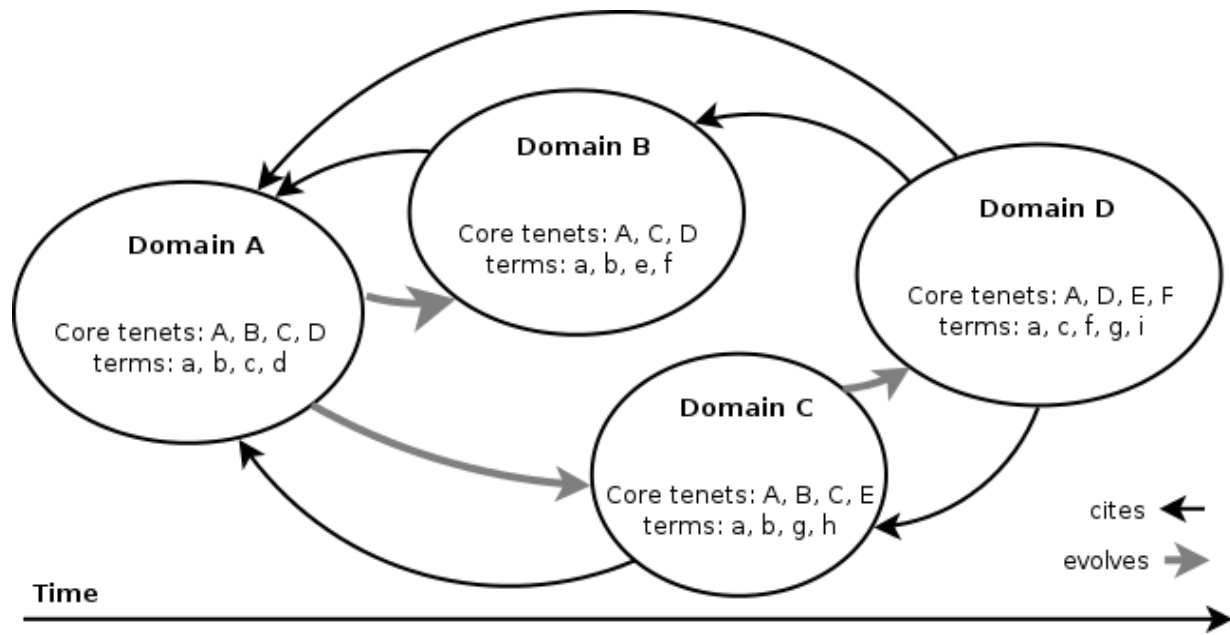 Domain B
Core tenets: A, C, D
terms: a, b, e, f
Domain D
Core tenets: A, D, E, F
terms: a, c, f, g, i
Domain A
Core tenets: A, B, C, D
terms: a, b, c, d
Domain C
Core tenets: A, B, C, E
terms: a, b, g, h
cites
evolves
Time